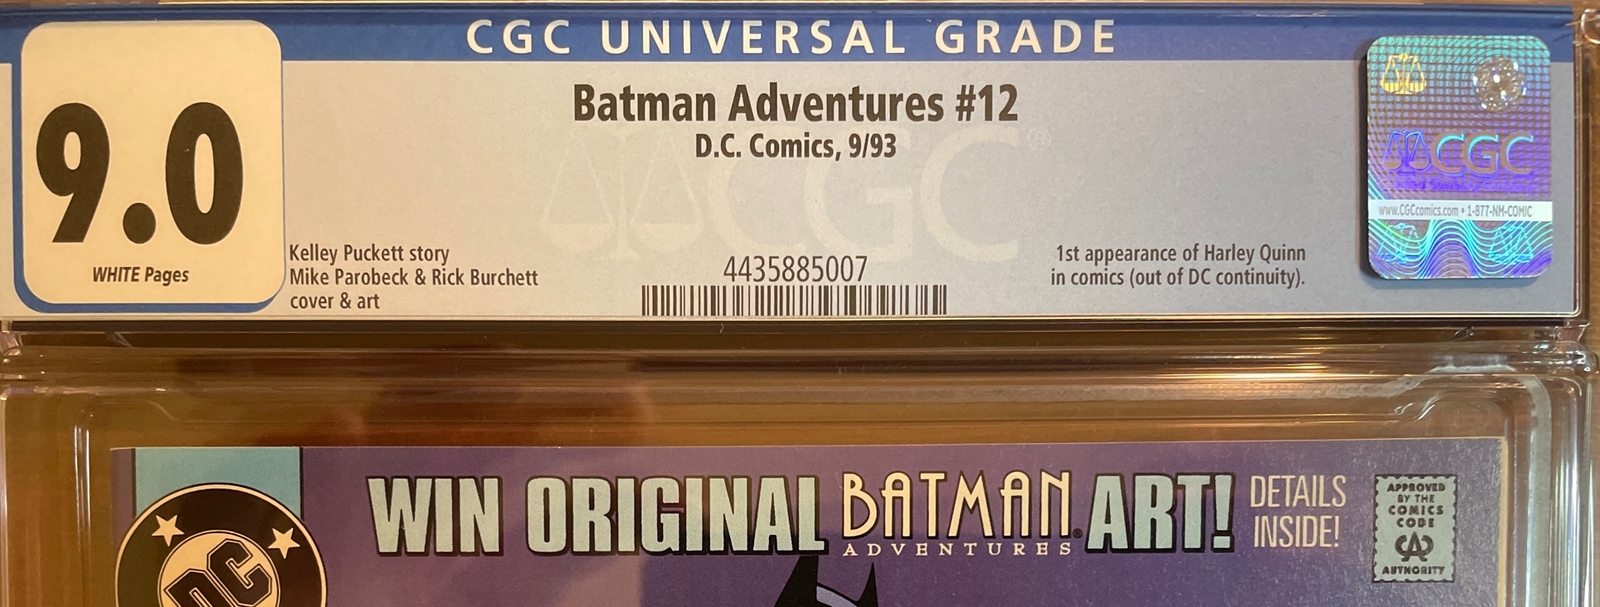 CGC UNIVERSAL GRADE
9.0
WHITE Pages
Batman Adventures #12
D.C. Comics, 9/93
CGC®
Kelley Puckett story
Mike Parobeck & Rick Burchett
cover & art
4435885007
1st appearance of Harley Quinn
in comics (out of DC continuity).
CGC
www.CGCcomics.com • 1-877-NM-COMIC
DC
WIN ORIGINAL BATMAN ART!
ADVENTURES
DETAILS
INSIDE!
APPROVED
BY THE
COMICS
CODE
CA
AUTHORITY